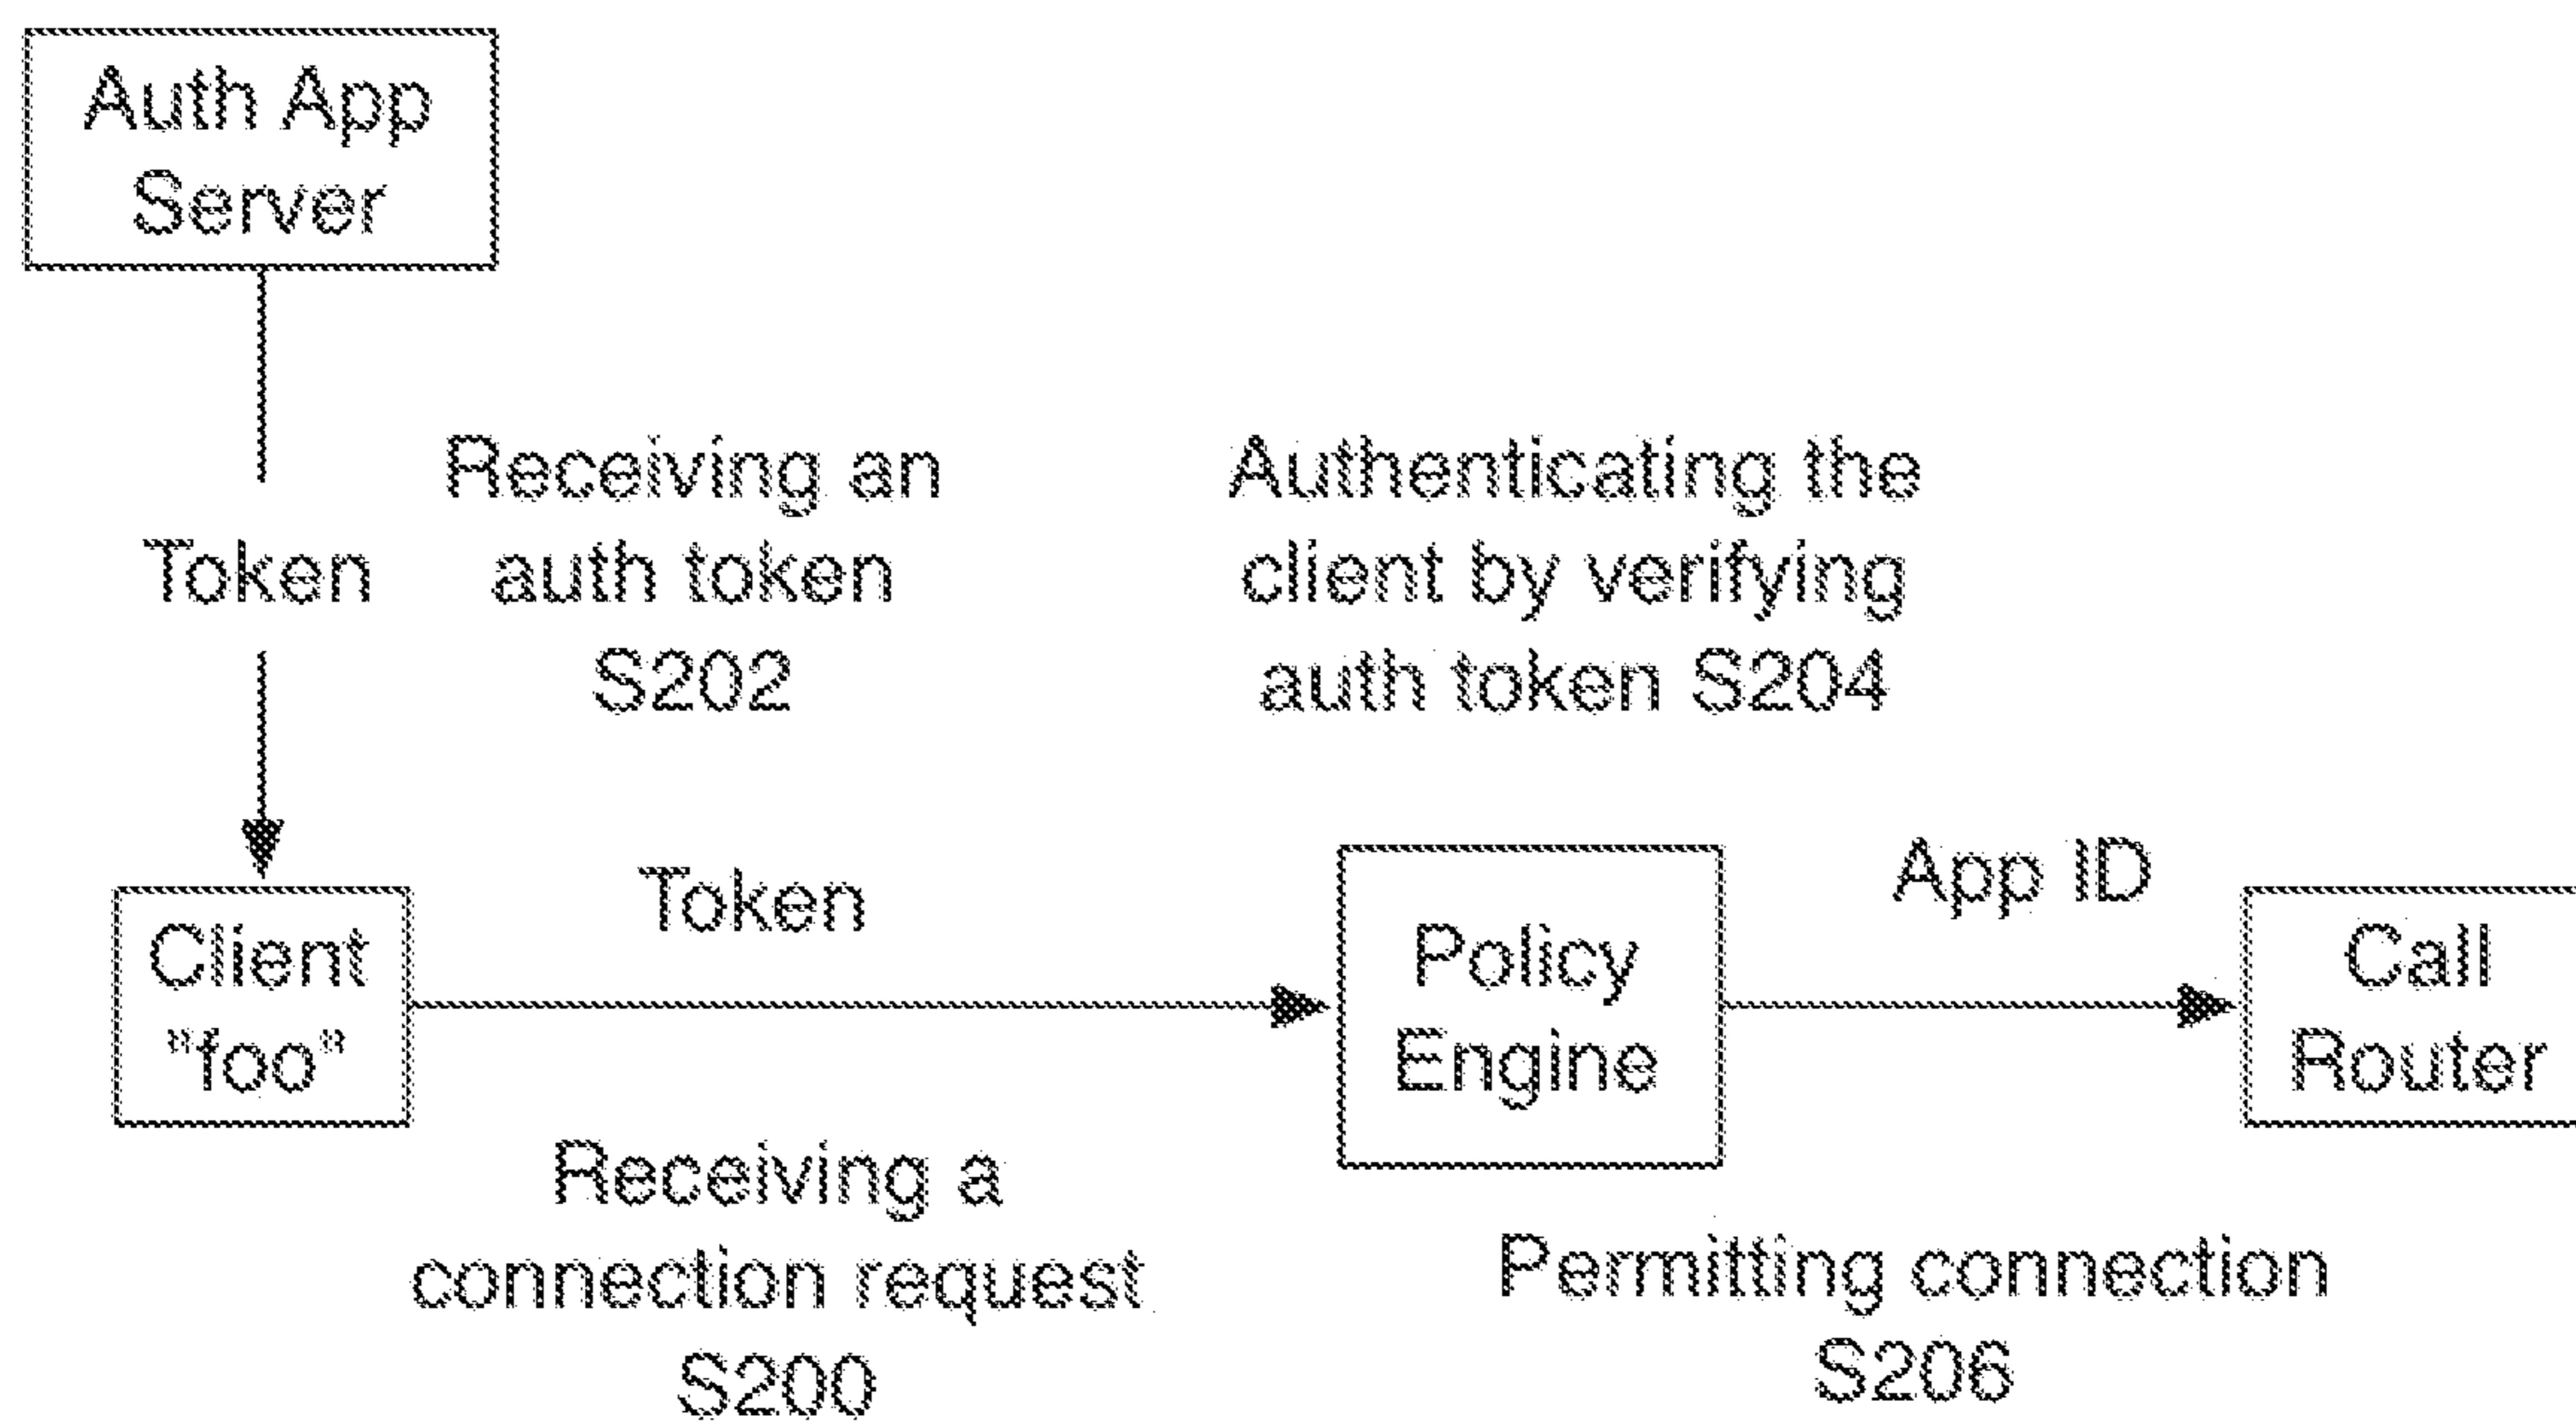 Auth App
Server
Token
Receiving an
auth token
S202
Authenticating the
client by verifying
auth token S204
Client
"foo"
Token
Receiving a
connection request
S200
Policy
Engine
App ID
Permitting connection
S206
Call
Router